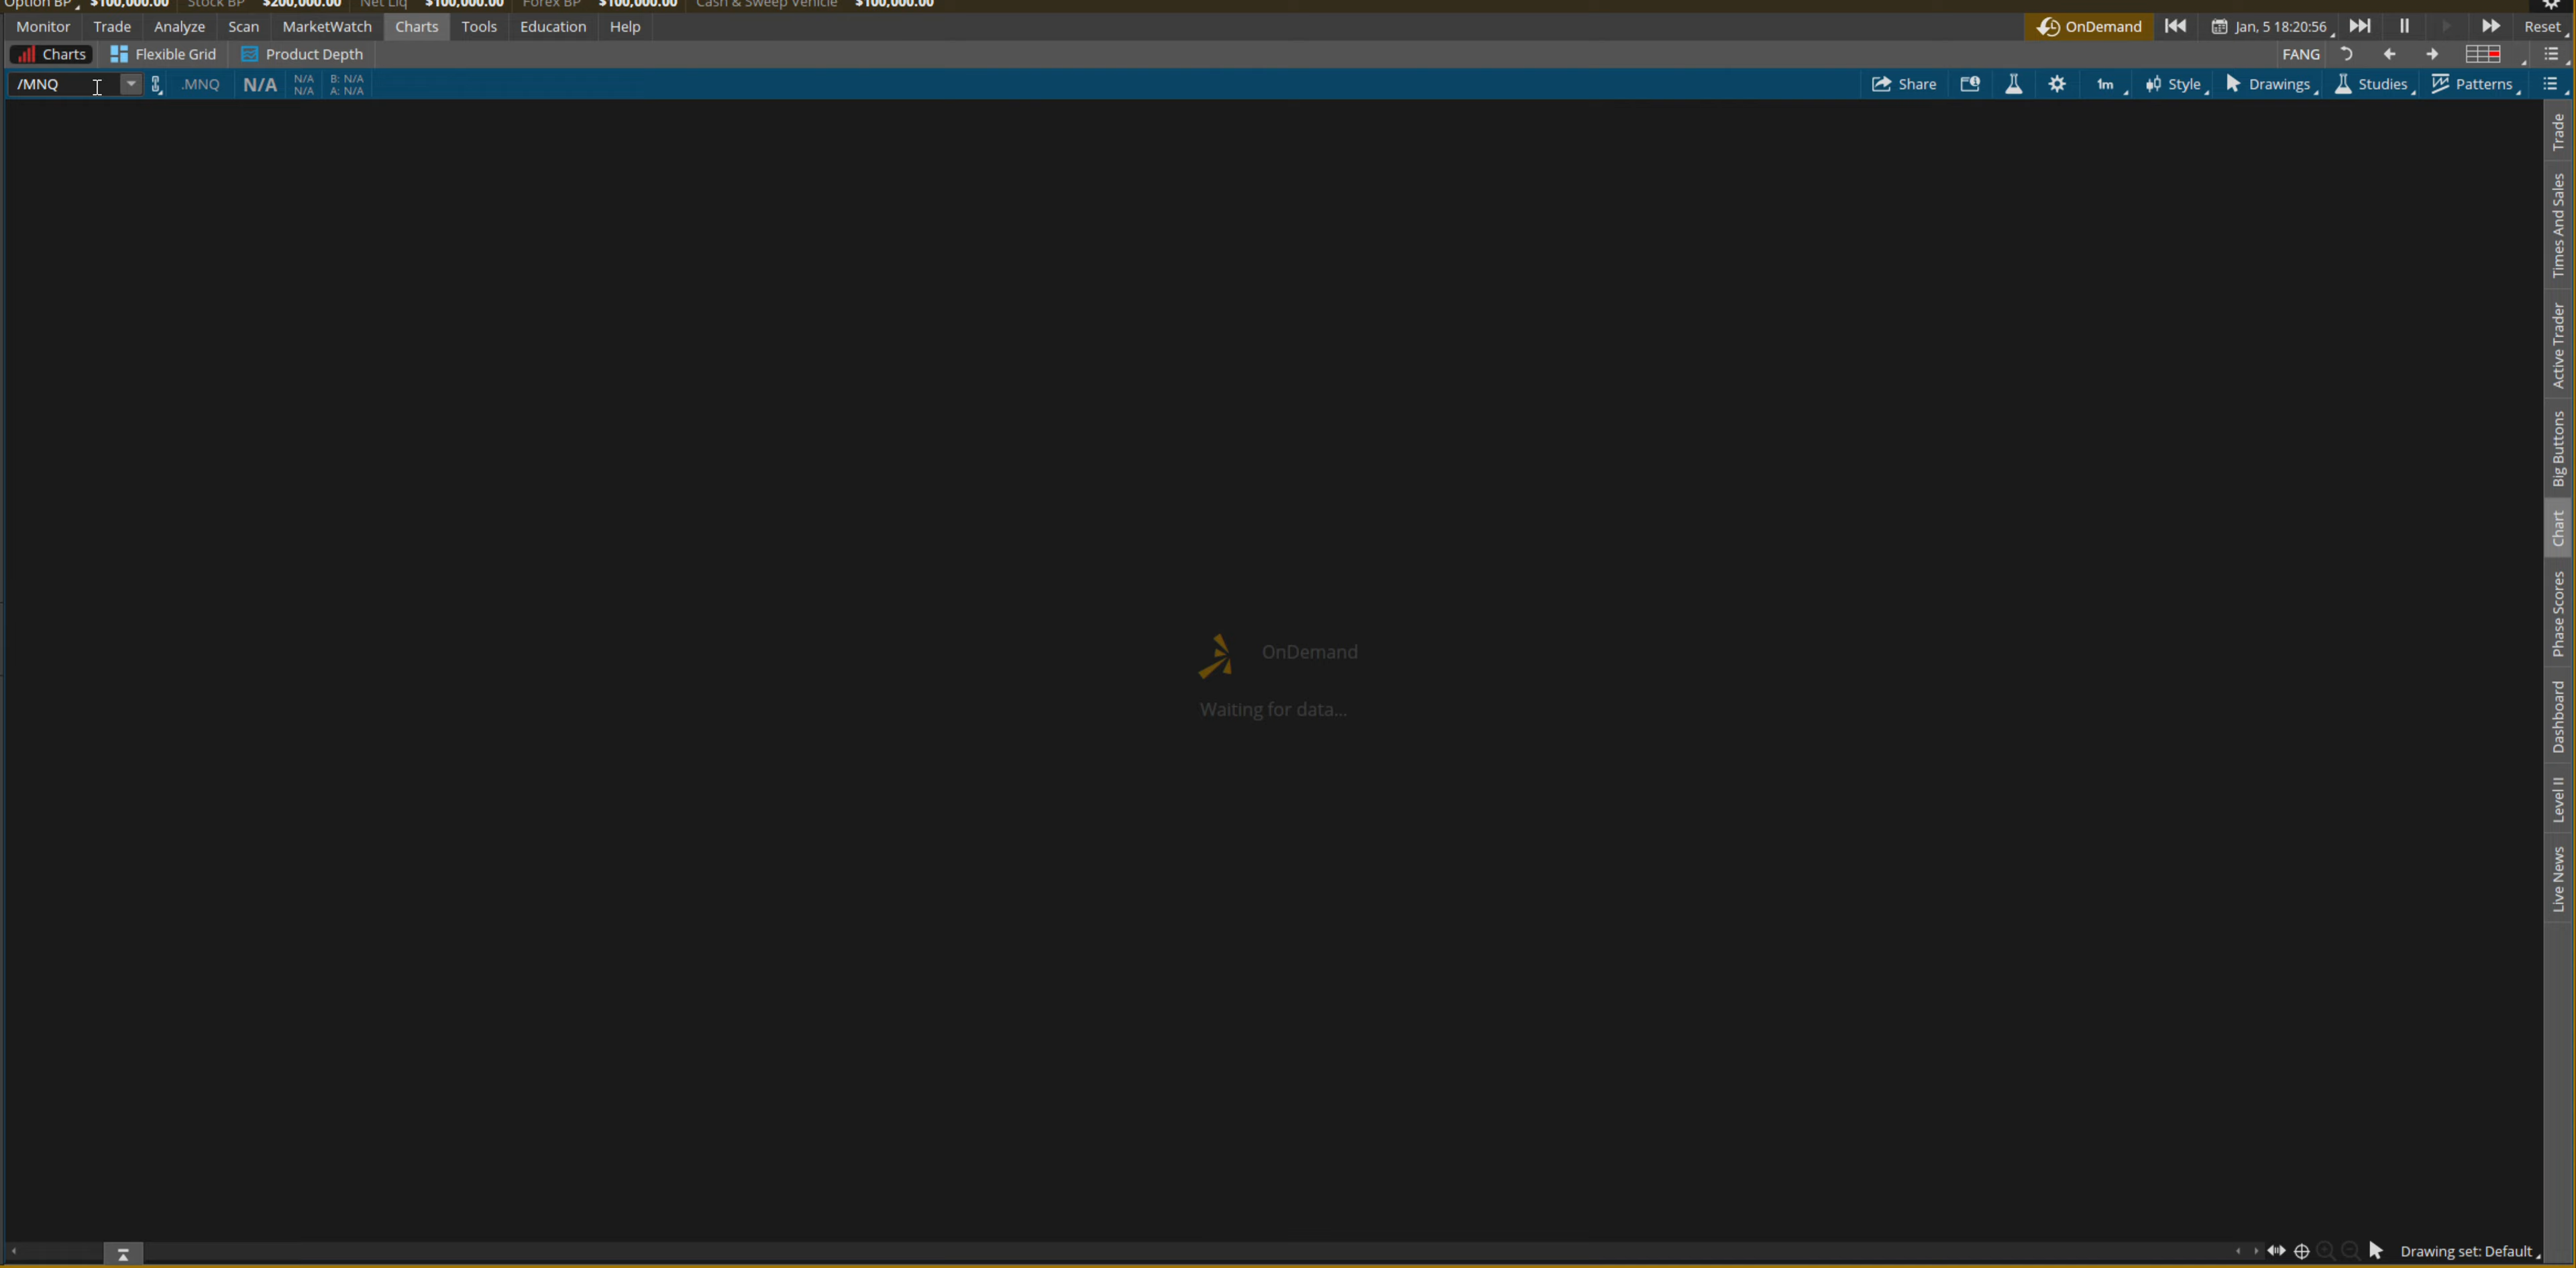 Option BP $100,000.00 Stock BP $200,000.00 Net Liq $100,000.00 Forex BP $100,000.00 Cash & Sweep Vehicle $100,000.00
Monitor Trade Analyze Scan MarketWatch Charts Tools Education Help OnDemand Jan, 5 18:20:56 Reset
Charts Flexible Grid Product Depth FANG
/MNQ .MNQ N/A N/A B: N/A Share 1m Style Drawings Studies Patterns
N/A A: N/A
Trade
Times And Sales
Active Trader
Big Buttons
Chart
Phase Scores
Dashboard
Level II
Live News
OnDemand
Waiting for data...
Drawing set: Default